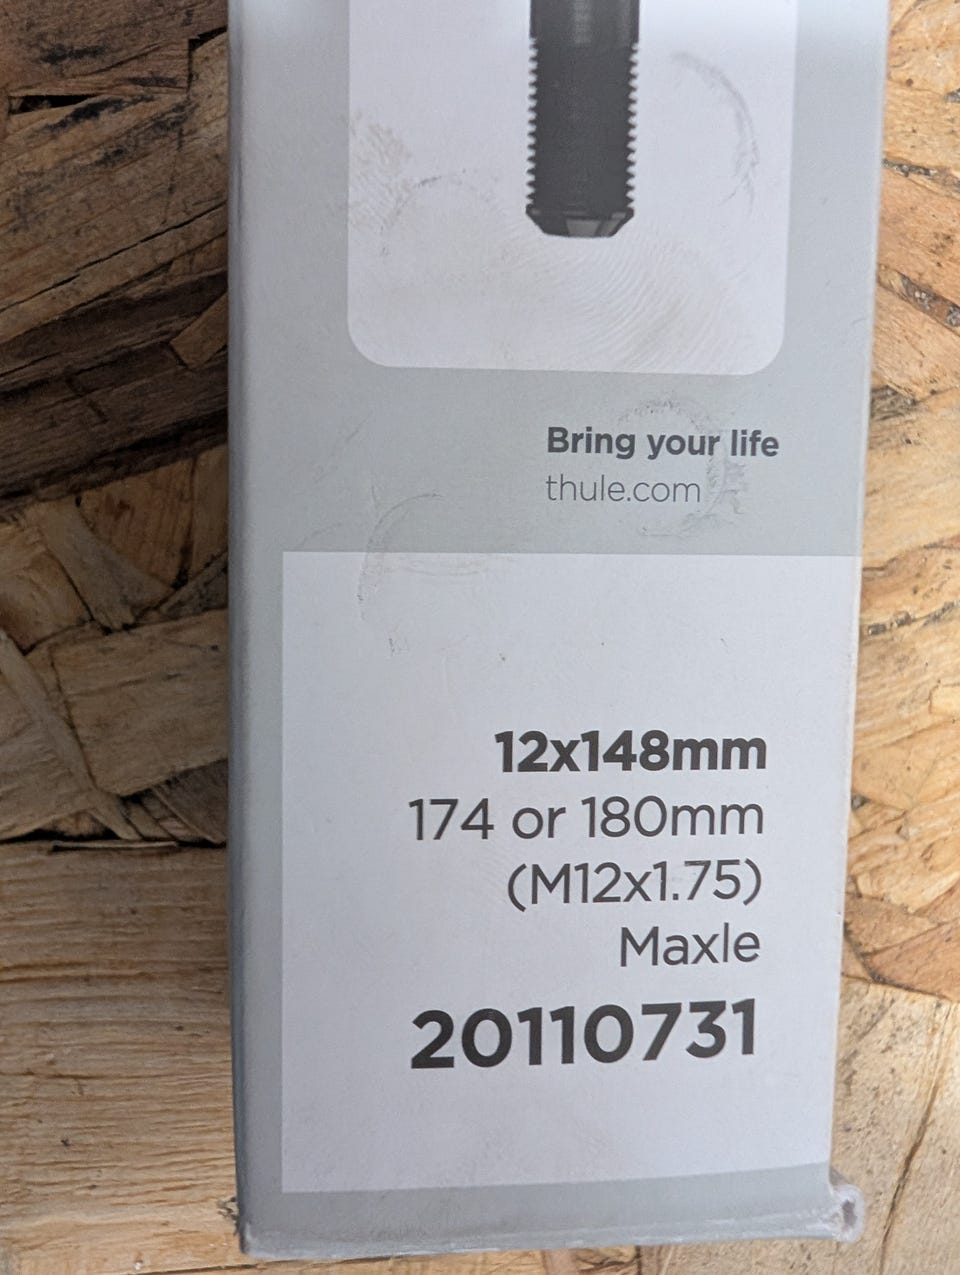 Bring your life
thule.com
12x148mm
174 or 180mm
(M12x1.75)
Maxle
20110731